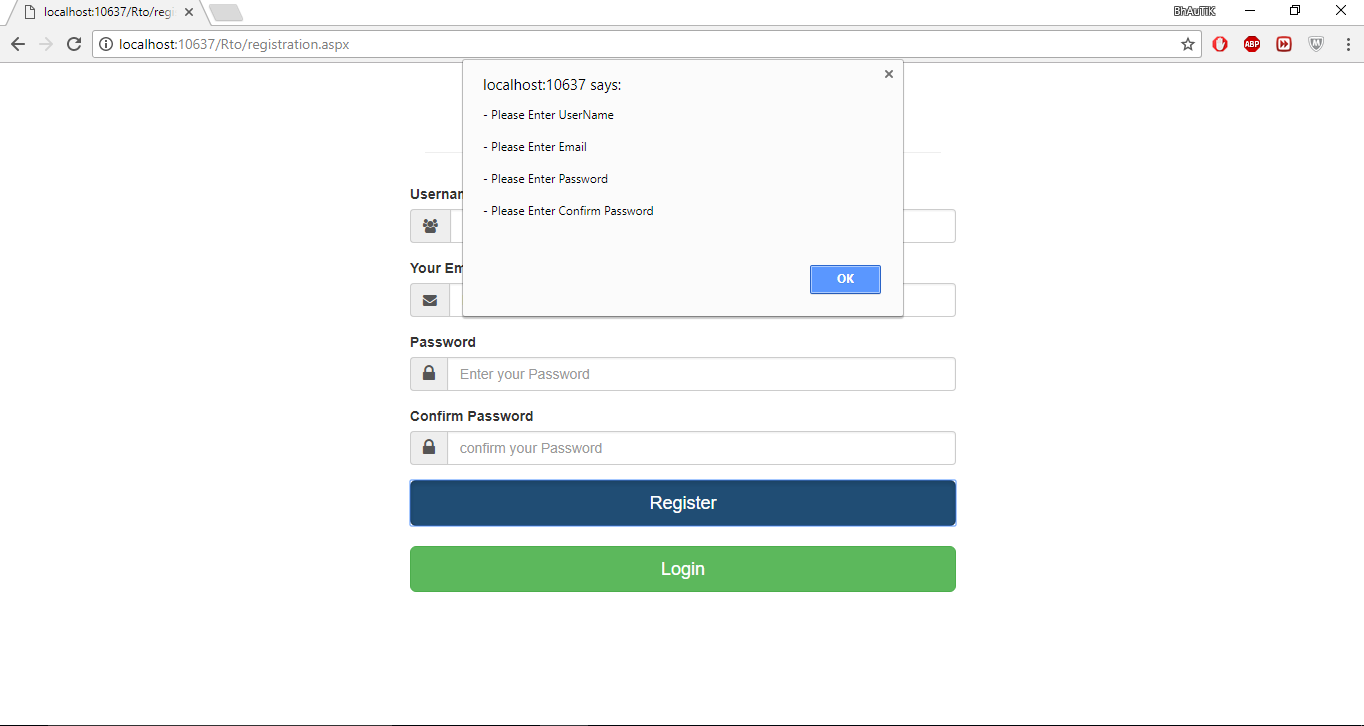 localhost:10637/Rto/regi
BhAuTiK
localhost:10637/Rto/registration.aspx
ABP
localhost:10637 says:
- Please Enter UserName
- Please Enter Email
- Please Enter Password
- Please Enter Confirm Password
OK
Usernam
Your Em
Password
Enter your Password
Confirm Password
confirm your Password
Register
Login